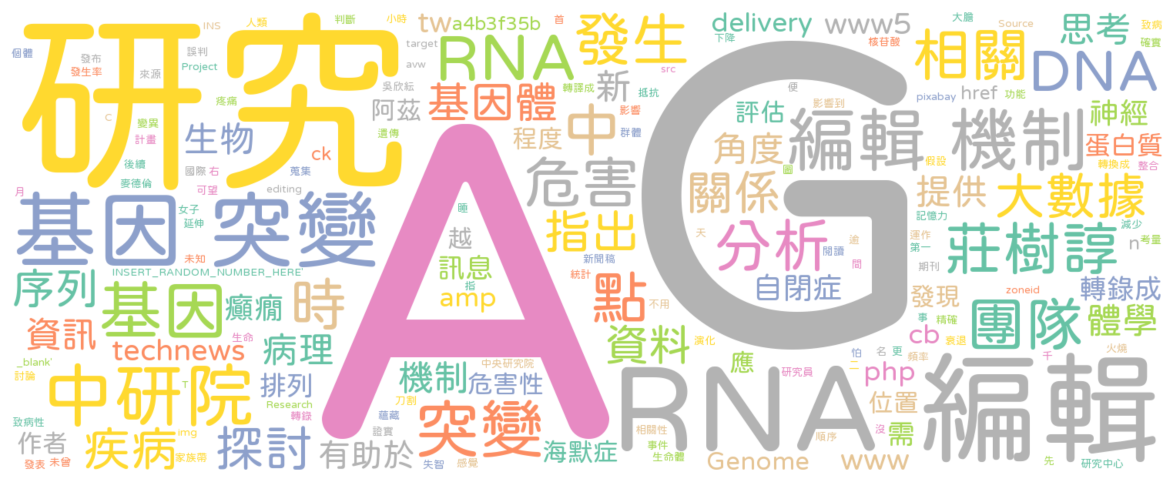 研究
A
G
RNA 編輯
基因 突變
RNA
發生
相關
DNA
思考
編輯 機制
危害
基因體
中
新
阿茲
程度
越
訊息
amp
指出
點
資料
角度
關係
分析
自閉症
評估
神經
蛋白質
提供
大數據
莊樹諄
團隊
體學
轉錄成
發現
cb
php
應
位置
需
Genome
www
突變
機制
危害性
海默症
有助於
探討
排列
病理
癲癇
時
基因
序列
資訊
technews
中研院
疾病
作者
生物
ck
tw
a4b3f35b
delivery
www5
href
pixabay
功能
n
INS
人類
判斷
小時
首
target
avw
吳欣紜
轉譯成
src
抵抗
影響
群體
下降
便
影響到
核苷酸
大膽
Source
致病
確實
個體
誤判
發布
發生率
來源
Project
疼痛
C
變異
計畫
遺傳
後續
國際
右
蒐集
麥德倫
可望
月
editing
女子
延伸
未知
INSERT_RANDOM_NUMBER_HERE'
生命
_blank'
討論
T
Research
轉錄
致病性
img
發表
未曾
家族帶
中央研究院
刀割
蘊藏
證實
失智
感覺
睡
指
新聞稿
統計
不用
演化
天
圈
閱讀
逾
間
假設
轉換成
整合
記憶力
減少
運作
第一
考量
期刊
zoneid
事
精確
衰退
名
更
頻率
怕
二
研究員
千
火燒
相關性
事件
生命體
順序
沒
先
研究中心